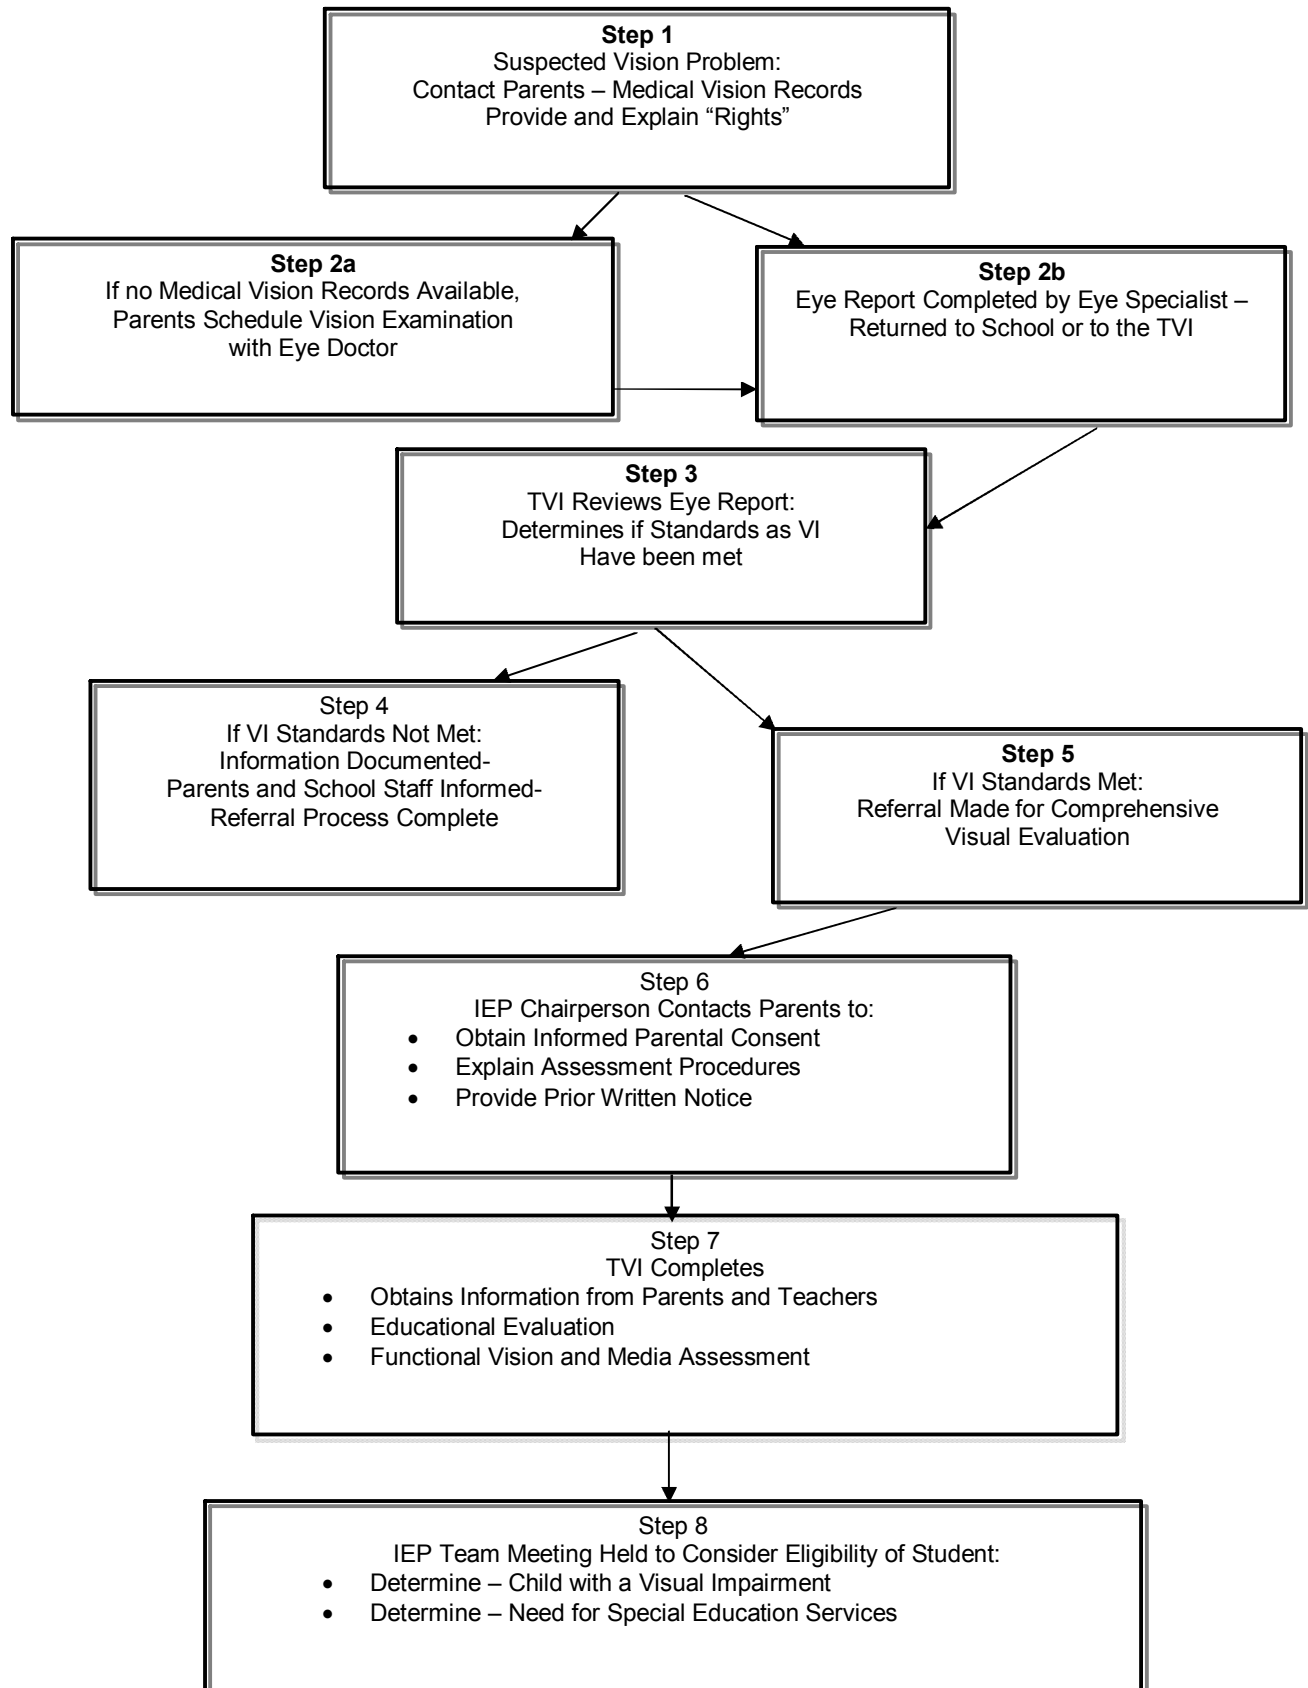 Step 1
Suspected Vision Problem:
Contact Parents – Medical Vision Records
Provide and Explain “Rights”
Step 2a
If no Medical Vision Records Available,
Parents Schedule Vision Examination
with Eye Doctor
Step 2b
Eye Report Completed by Eye Specialist –
Returned to School or to the TVI
Step 3
TVI Reviews Eye Report:
Determines if Standards as VI
Have been met
Step 4
If VI Standards Not Met:
Information Documented-
Parents and School Staff Informed-
Referral Process Complete
Step 5
If VI Standards Met:
Referral Made for Comprehensive
Visual Evaluation
Step 6
IEP Chairperson Contacts Parents to:
• Obtain Informed Parental Consent
• Explain Assessment Procedures
• Provide Prior Written Notice
Step 7
TVI Completes
• Obtains Information from Parents and Teachers
• Educational Evaluation
• Functional Vision and Media Assessment
Step 8
IEP Team Meeting Held to Consider Eligibility of Student:
• Determine – Child with a Visual Impairment
• Determine – Need for Special Education Services